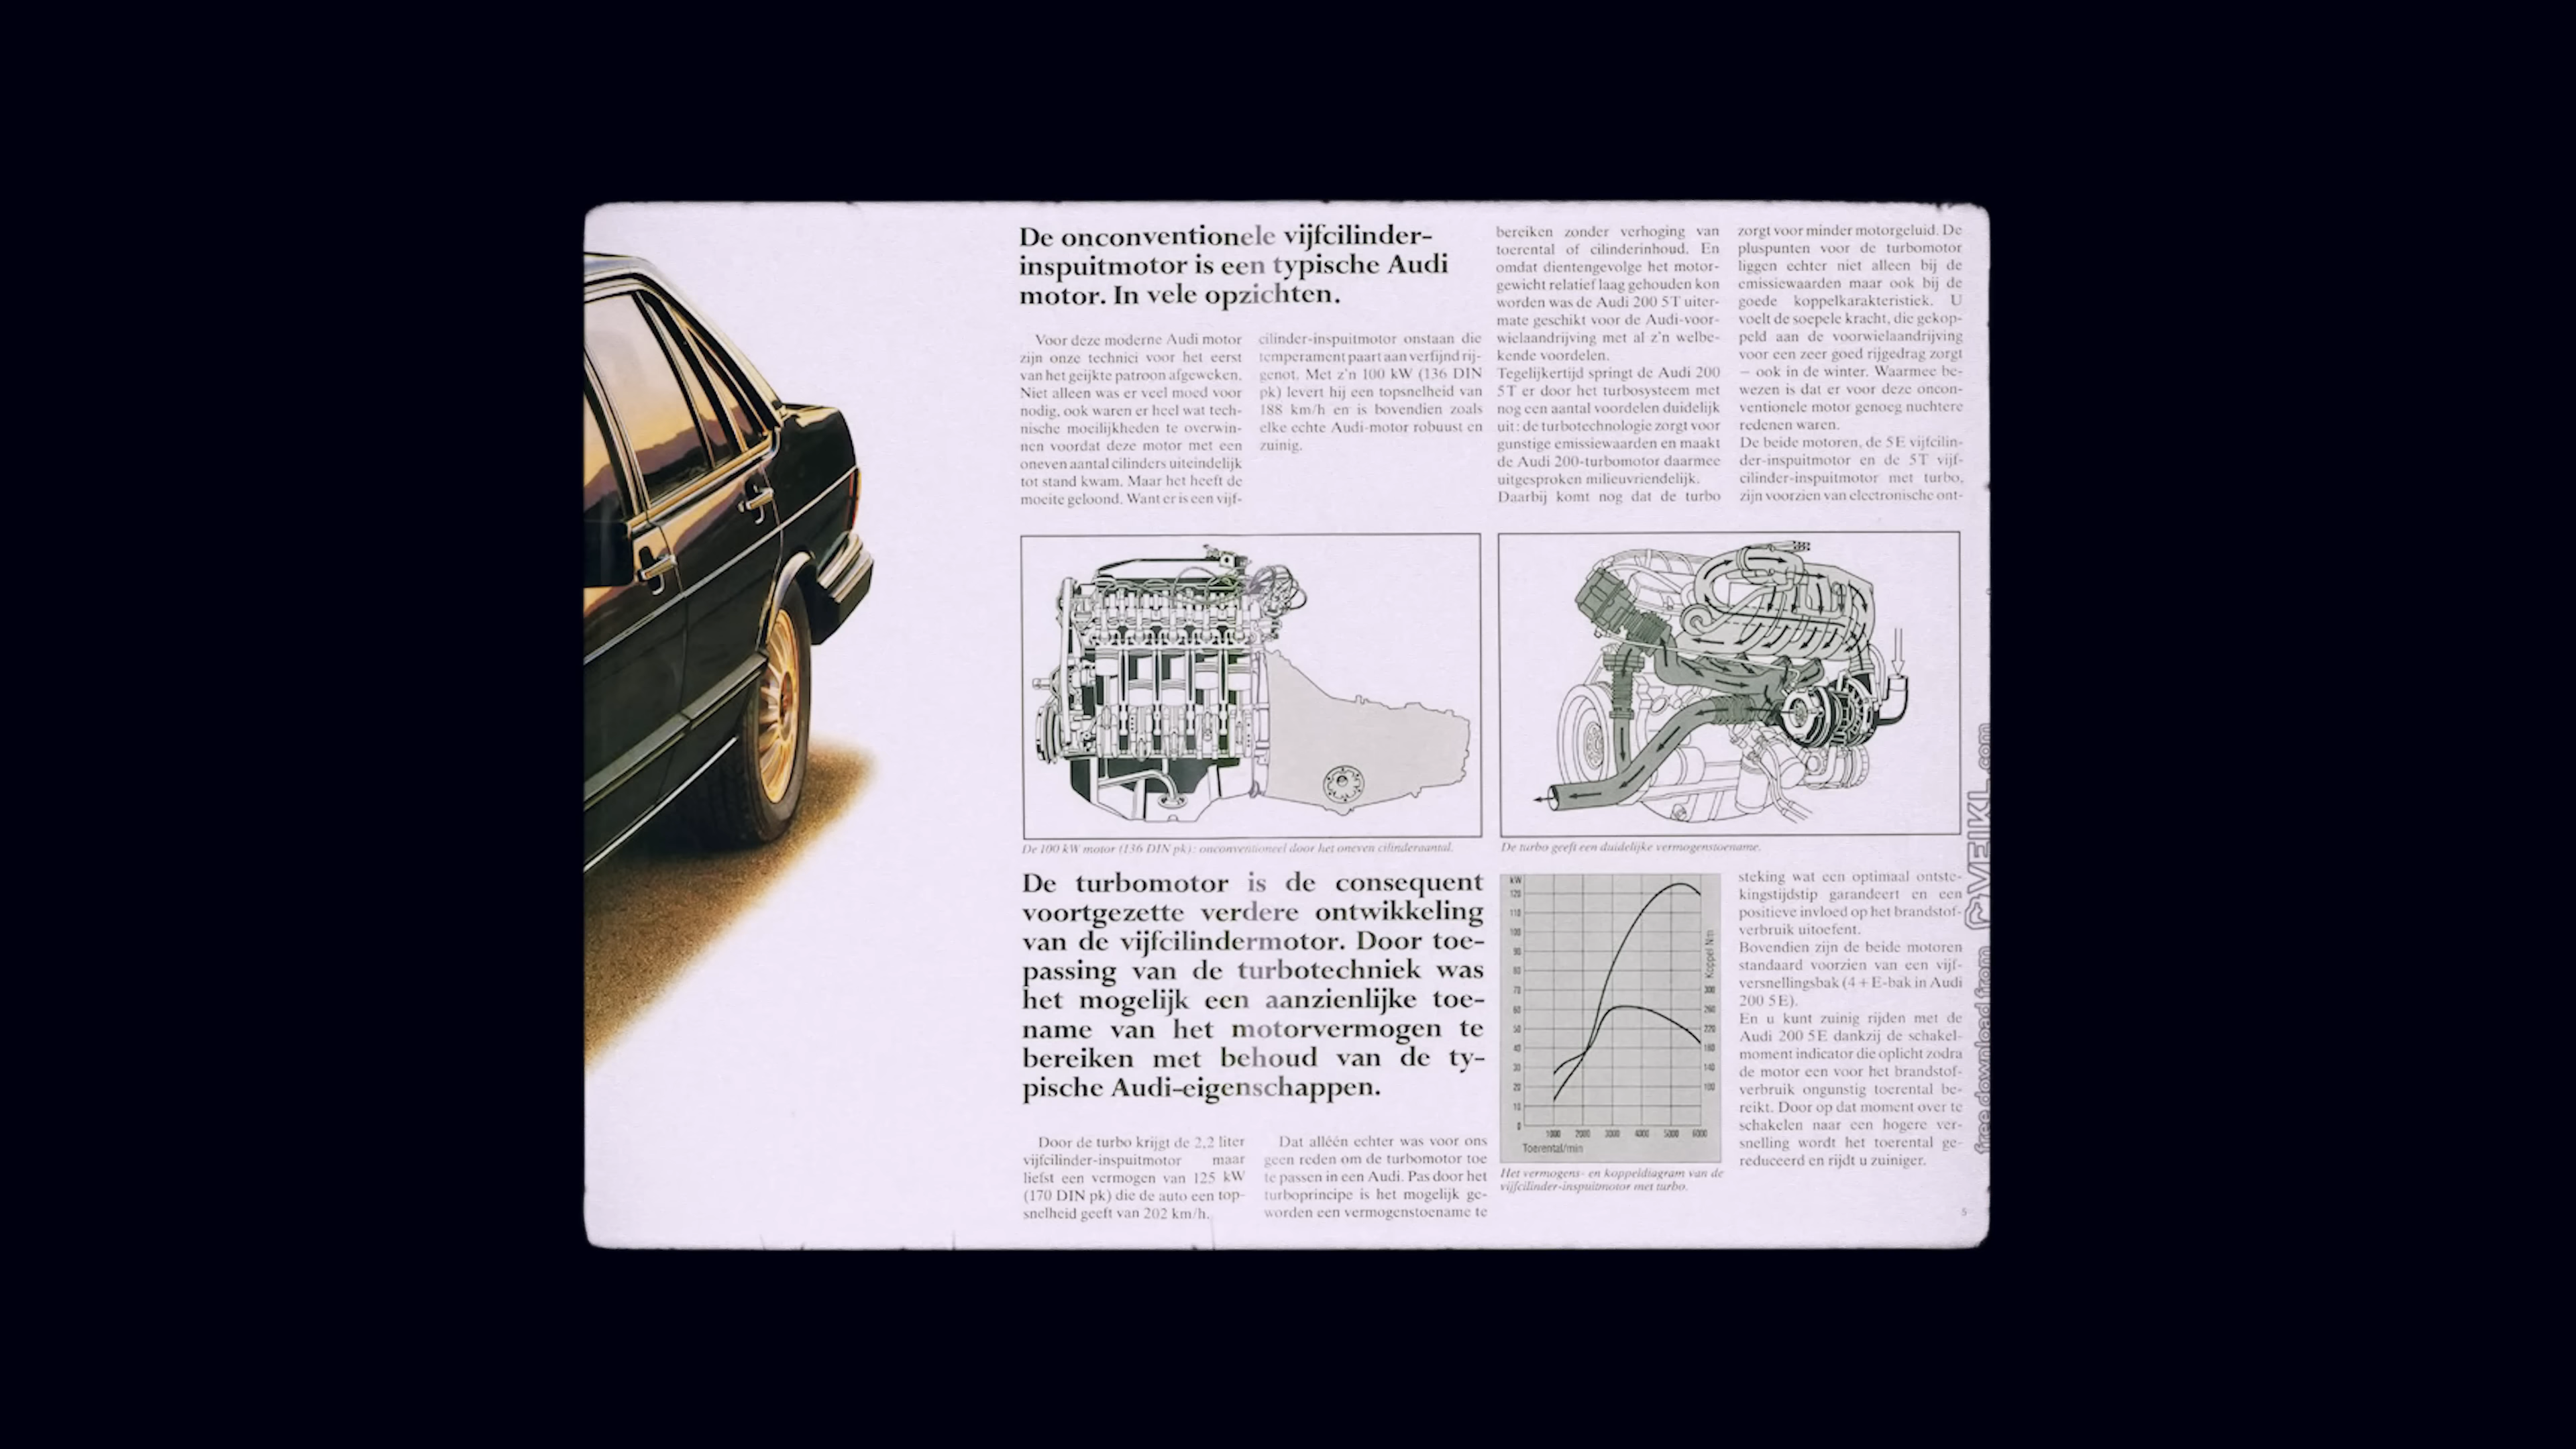 De onconventionele vijfcilinder-
inspuitmotor is een typische Audi
motor. In vele opzichten.
Voor deze moderne Audi motor
zijn onze technici voor het eerst
van het geijkte patroon afgeweken.
Niet alleen was er veel moed voor
nodig, ook waren er heel wat tech-
nische moeilijkheden te overwin-
nen voordat deze motor met een
oneven aantal cilinders uiteindelijk
tot stand kwam. Maar het heeft de
moeite geloond. Want er is een vijf-
cilinder-inspuitmotor onstaan die
temperament paart aan verfijnd rij-
genot. Met z'n 100 kW (136 DIN
pk) levert hij een topsnelheid van
188 km/h en is bovendien zoals
elke echte Audi-motor robuust en
zuinig.
De 100 kW motor (136 DIN pk): onconventioneel door het oneven cilinderaantal.
De turbomotor is de consequent
voortgezette verdere ontwikkeling
van de vijfcilindermotor. Door toe-
passing van de turbotechniek was
het mogelijk een aanzienlijke toe-
name van het motorvermogen te
bereiken met behoud van de ty-
pische Audi-eigenschappen.
Door de turbo krijgt de 2,2 liter
vijfcilinder-inspuitmotor maar
liefst een vermogen van 125 kW
(170 DIN pk) die de auto een top-
snelheid geeft van 202 km/h.
Dat alléén echter was voor ons
geen reden om de turbomotor toe
te passen in een Audi. Pas door het
turboprincipe is het mogelijk ge-
worden een vermogenstoename te
bereiken zonder verhoging van
toerental of cilinderinhoud. En
omdat dientengevolge het motor-
gewicht relatief laag gehouden kon
worden was de Audi 200 5T uiter-
mate geschikt voor de Audi-voor-
wielaandrijving met al z'n welbe-
kende voordelen.
Tegelijkertijd springt de Audi 200
5T er door het turbosysteem met
nog een aantal voordelen duidelijk
uit: de turbotechnologie zorgt voor
gunstige emissiewaarden en maakt
de Audi 200-turbomotor daarmee
uitgesproken milieuvriendelijk.
Daarbij komt nog dat de turbo
zorgt voor minder motorgeluid. De
pluspunten voor de turbomotor
liggen echter niet alleen bij de
emissiewaarden maar ook bij de
goede koppelkarakteristiek. U
voelt de soepele kracht, die gekop-
peld aan de voorwielaandrijving
voor een zeer goed rijgedrag zorgt
– ook in de winter. Waarmee be-
wezen is dat er voor deze oncon-
ventionele motor genoeg nuchtere
redenen waren.
De beide motoren, de 5E vijfcilin-
der-inspuitmotor en de 5T vijf-
cilinder-inspuitmotor met turbo,
zijn voorzien van electronische ont-
De turbo geeft een duidelijke vermogenstoename.
kW
120
110
100
90
80
70
60
50
40
30
20
10
0
Koppel Nm
300
260
220
180
140
100
1000 2000 3000 4000 5000 6000
Toerental/min
Het vermogens- en koppeldiagram van de
vijfcilinder-inspuitmotor met turbo.
steking wat een optimaal ontste-
kingstijdstip garandeert en een
positieve invloed op het brandstof-
verbruik uitoefent.
Bovendien zijn de beide motoren
standaard voorzien van een vijf-
versnellingsbak (4 + E-bak in Audi
200 5E).
En u kunt zuinig rijden met de
Audi 200 5E dankzij de schakel-
moment indicator die oplicht zodra
de motor een voor het brandstof-
verbruik ongunstig toerental be-
reikt. Door op dat moment over te
schakelen naar een hogere ver-
snelling wordt het toerental ge-
reduceerd en rijdt u zuiniger.
5
free download from VEIKL.com